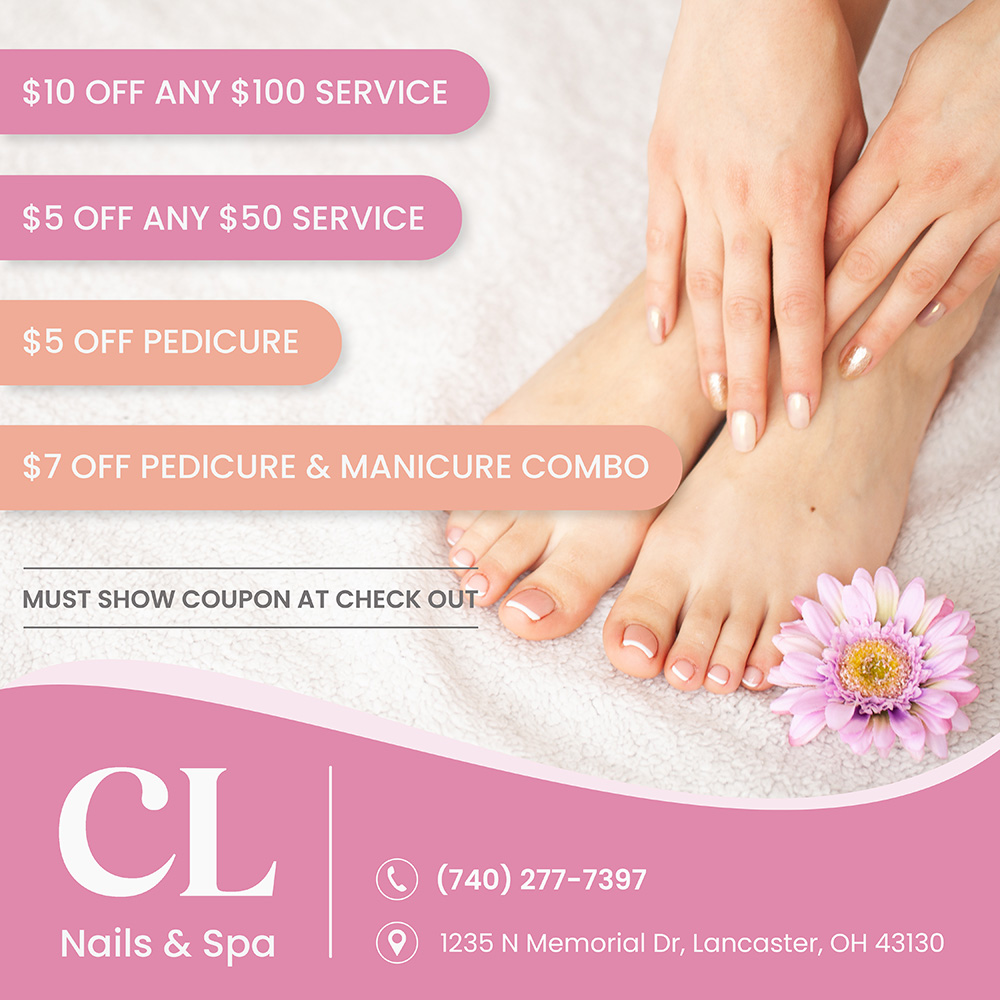 $10 OFF ANY $100 SERVICE
$5 OFF ANY $50 SERVICE
$5 OFF PEDICURE
$7 OFF PEDICURE & MANICURE COMBO
MUST SHOW COUPON AT CHECK OUT
CL
Nails & Spa
(740) 277-7397
1235 N Memorial Dr, Lancaster, OH 43130